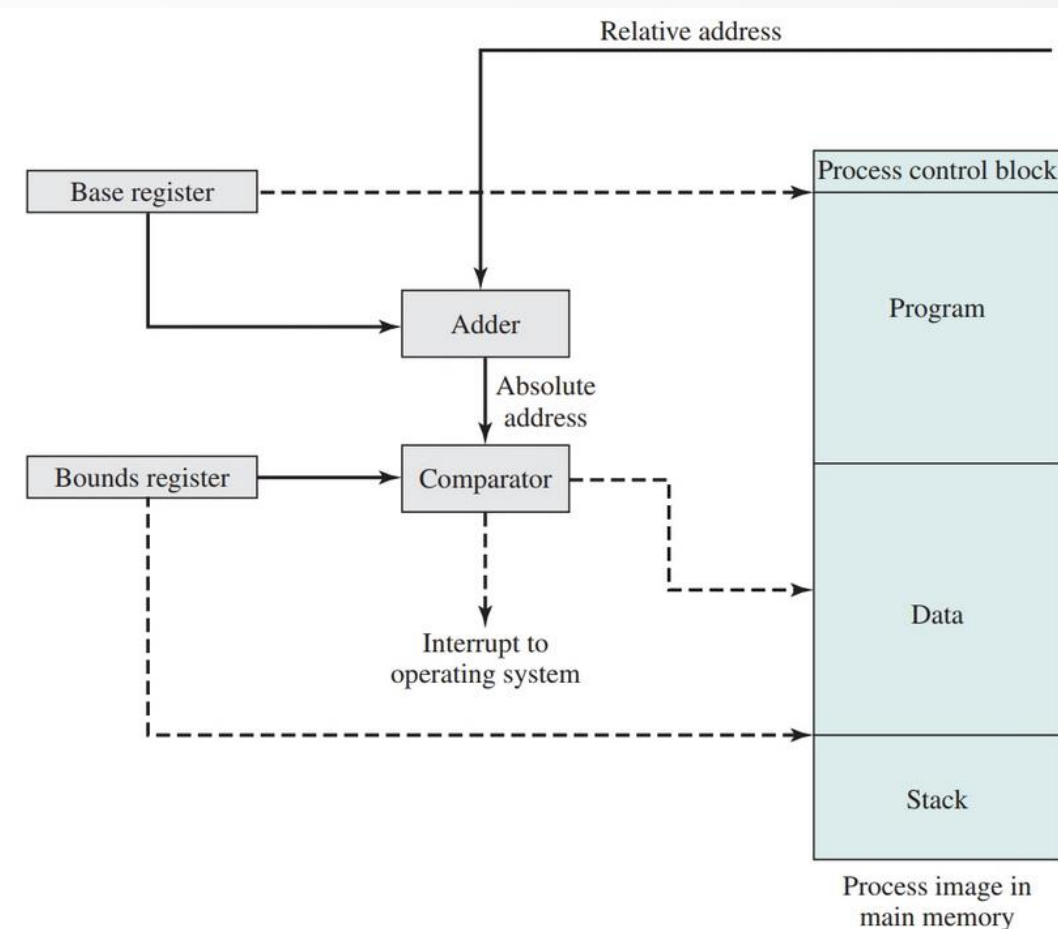 Relative address
Process control block
Base register
Program
Adder
Absolute
address
Bounds register
Comparator
Interrupt to
operating system
Data
Stack
Process image in
main memory